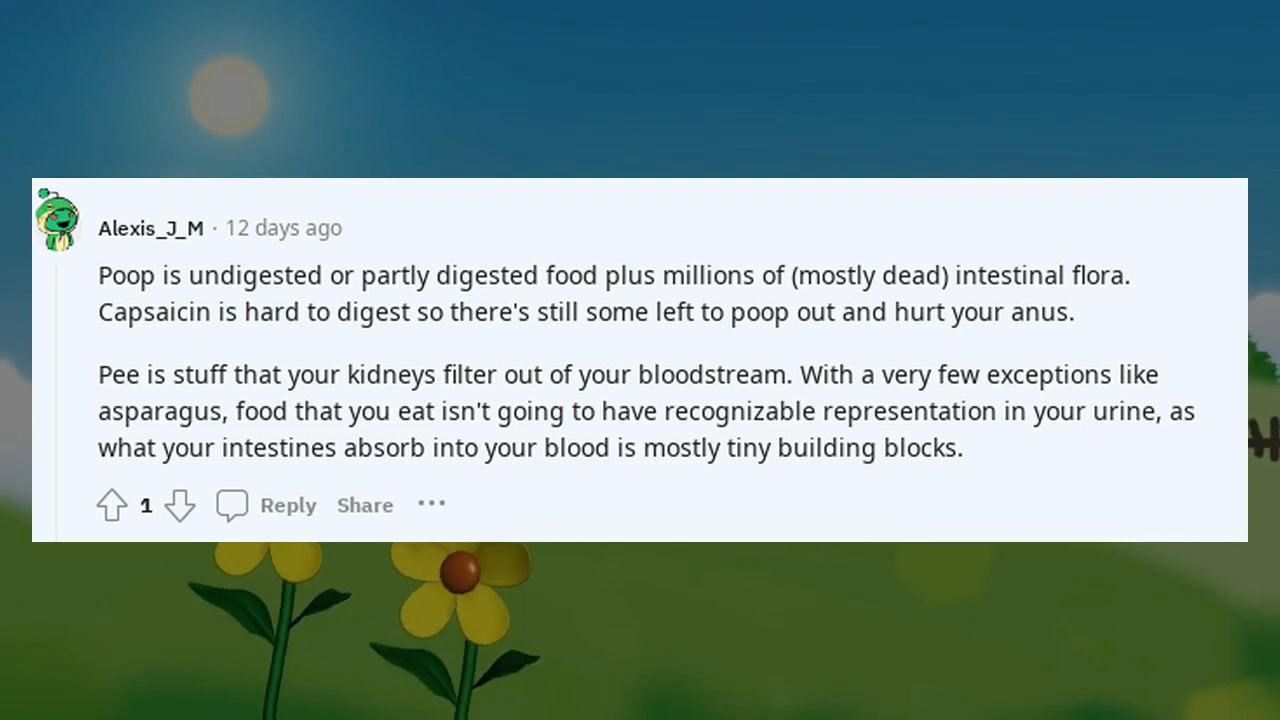 Alexis_J_M · 12 days ago
Poop is undigested or partly digested food plus millions of (mostly dead) intestinal flora.
Capsaicin is hard to digest so there's still some left to poop out and hurt your anus.
Pee is stuff that your kidneys filter out of your bloodstream. With a very few exceptions like
asparagus, food that you eat isn't going to have recognizable representation in your urine, as
what your intestines absorb into your blood is mostly tiny building blocks.
1 Reply Share ···